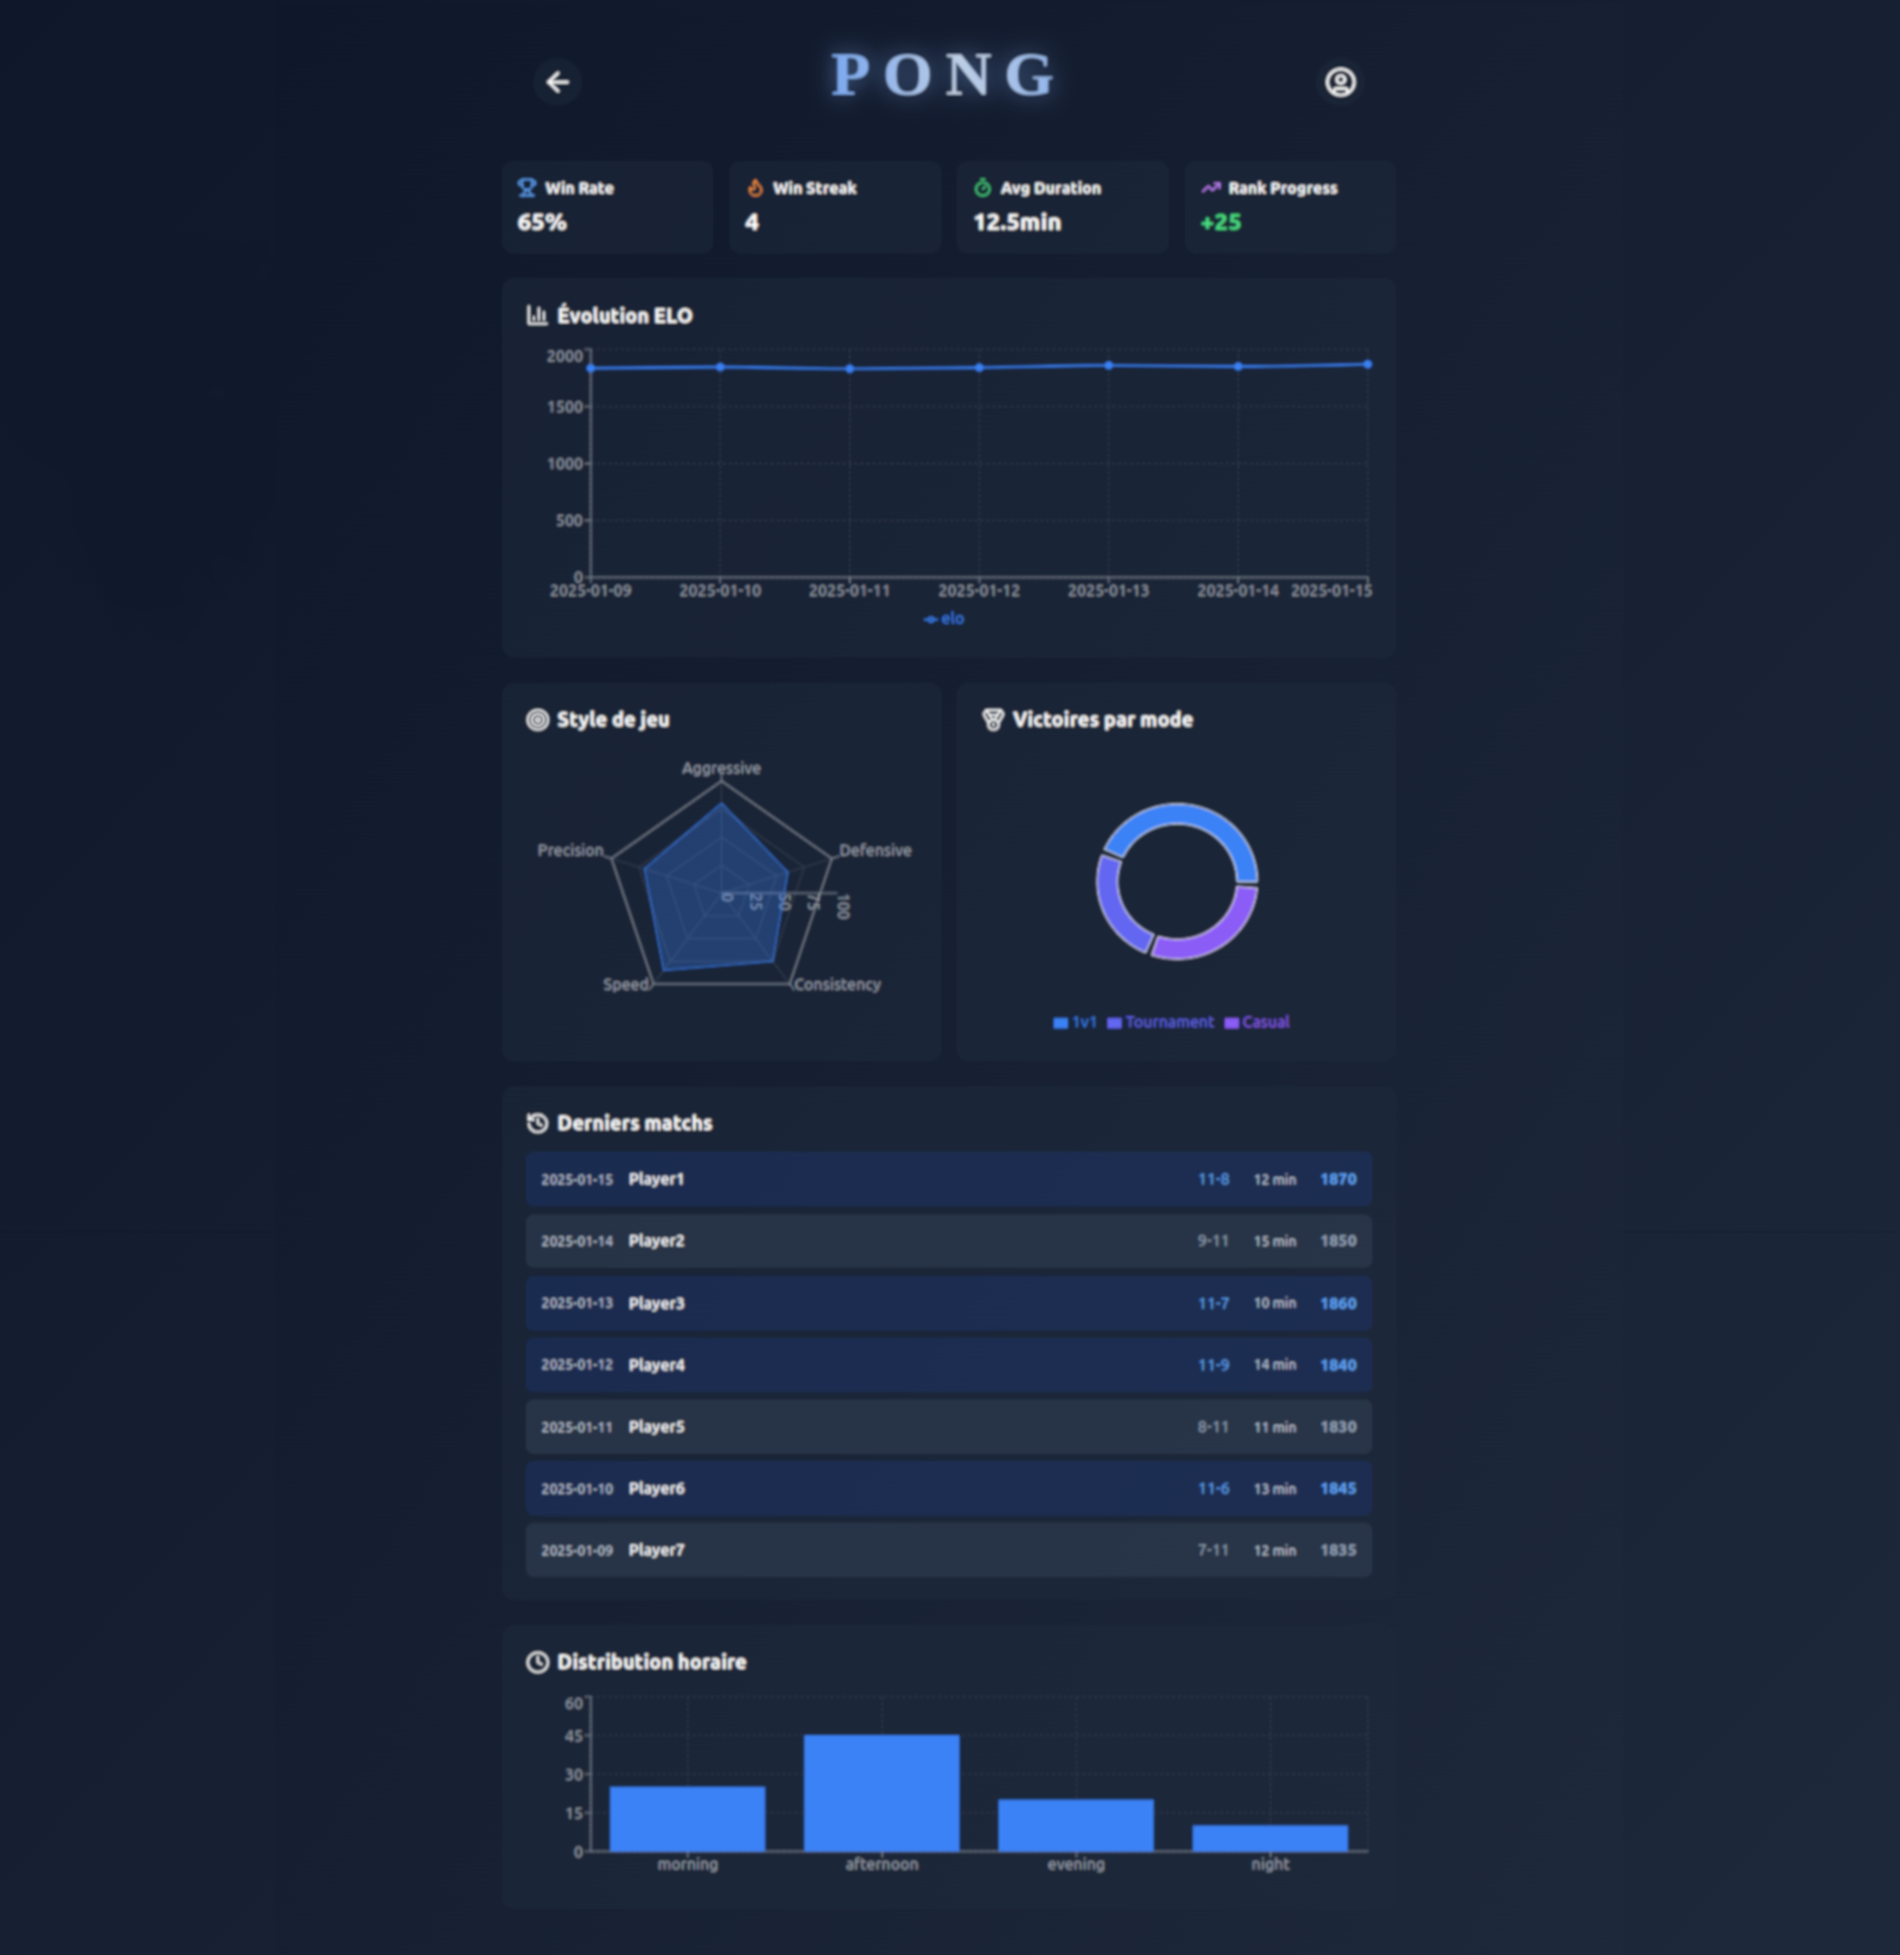 PONG
Win Rate
65%
Win Streak
4
Avg Duration
12.5min
Rank Progress
+25
Évolution ELO
2000
1500
1000
500
0
2025-01-09 2025-01-10 2025-01-11 2025-01-12 2025-01-13 2025-01-14 2025-01-15
elo
Style de jeu
Aggressive
Precision
Defensive
0 25 50 75 100
Speed
Consistency
Victoires par mode
1v1 Tournament Casual
Derniers matchs
2025-01-15 Player1 11-8 12 min 1870
2025-01-14 Player2 9-11 15 min 1850
2025-01-13 Player3 11-7 10 min 1860
2025-01-12 Player4 11-9 14 min 1840
2025-01-11 Player5 8-11 11 min 1830
2025-01-10 Player6 11-6 13 min 1845
2025-01-09 Player7 7-11 12 min 1835
Distribution horaire
60
45
30
15
0
morning afternoon evening night